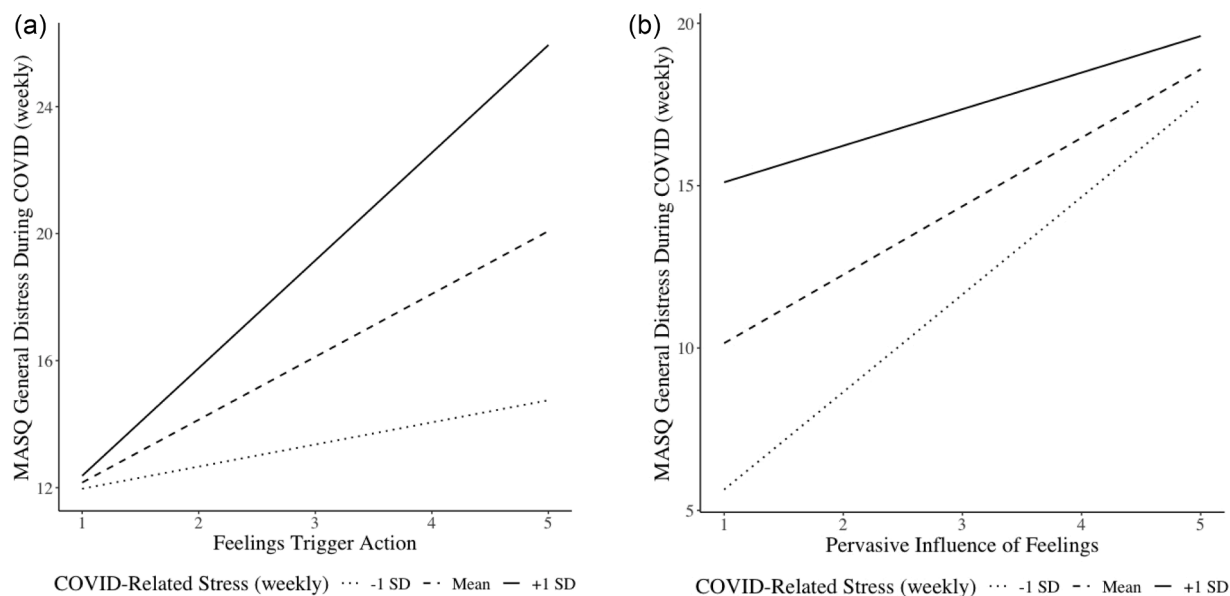 (a)
MASQ General Distress During COVID (weekly)
24
20
16
12
1 2 3 4 5
Feelings Trigger Action
COVID-Related Stress (weekly) -1 SD Mean +1 SD
(b)
MASQ General Distress During COVID (weekly)
20
15
10
5
1 2 3 4 5
Pervasive Influence of Feelings
COVID-Related Stress (weekly) -1 SD Mean +1 SD